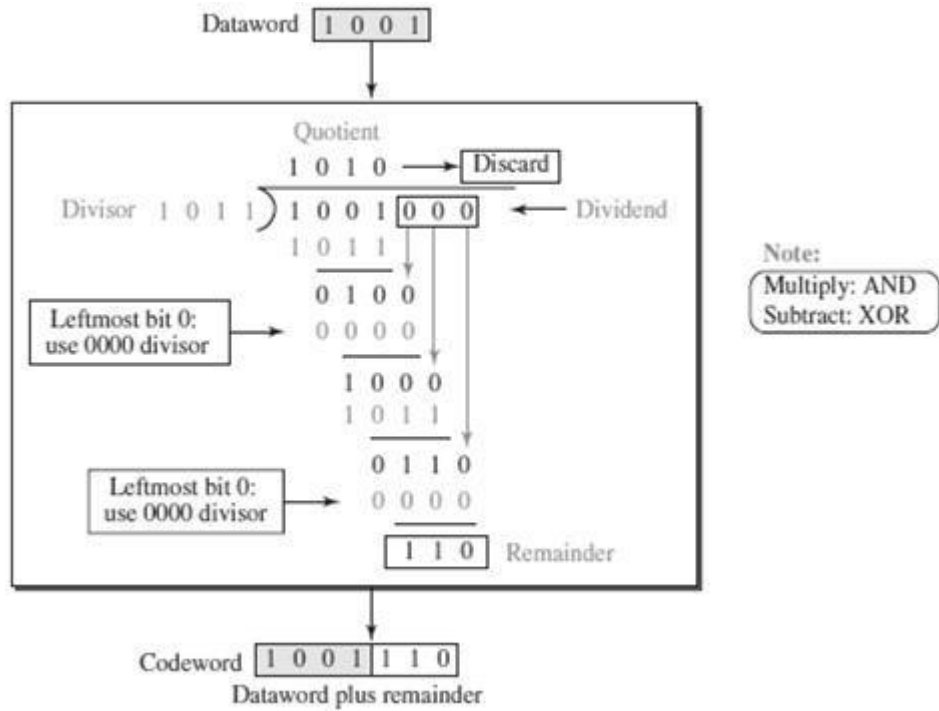 Dataword 1 0 0 1
Quotient
1 0 1 0 Discard
Divisor 1 0 1 1 1 0 0 1 0 0 0 Dividend
1 0 1 1
0 1 0 0
Leftmost bit 0:
use 0000 divisor
0 0 0 0
1 0 0 0
1 0 1 1
0 1 1 0
Leftmost bit 0:
use 0000 divisor
0 0 0 0
1 1 0 Remainder
Note:
Multiply: AND
Subtract: XOR
Codeword 1 0 0 1 1 1 0
Dataword plus remainder